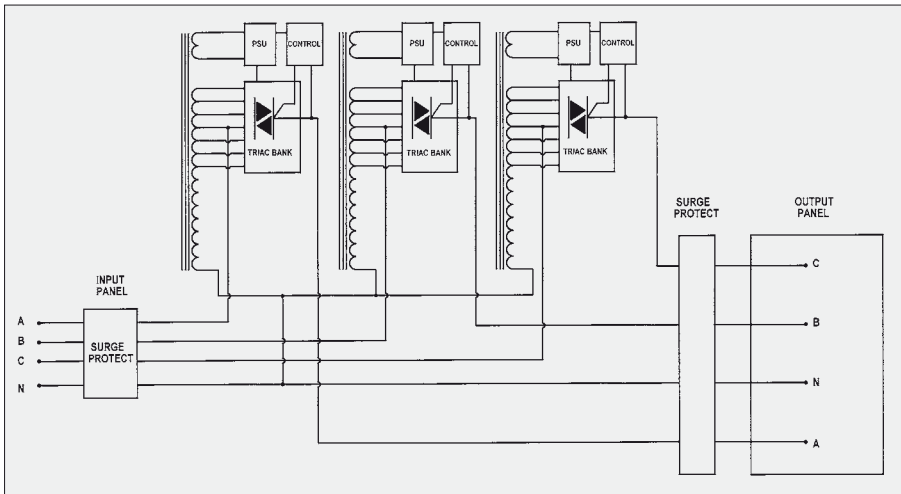 PSU
CONTROL
PSU
CONTROL
PSU
CONTROL
TRIAC BANK
TRIAC BANK
TRIAC BANK
SURGE
PROTECT
OUTPUT
PANEL
INPUT
PANEL
SURGE
PROTECT
A
B
C
N
C
B
N
A